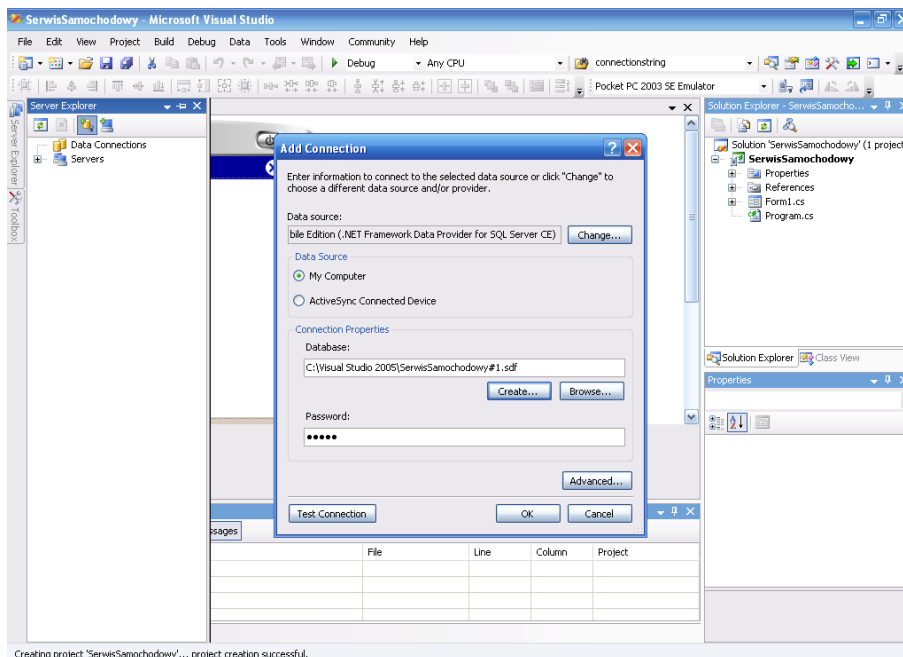 SerwisSamochodowy - Microsoft Visual Studio
File Edit View Project Build Debug Data Tools Window Community Help
Debug Any CPU connectionstring
Pocket PC 2003 SE Emulator
Server Explorer
Data Connections
Servers
Server Explorer
Toolbox
Add Connection
Enter information to connect to the selected data source or click "Change" to
choose a different data source and/or provider.
Data source:
bile Edition (.NET Framework Data Provider for SQL Server CE) Change...
Data Source
My Computer
ActiveSync Connected Device
Connection Properties
Database:
C:\Visual Studio 2005\SerwisSamochodowy#1.sdf
Create... Browse...
Password:
•••••
Advanced...
Test Connection OK Cancel
ssages
File Line Column Project
Solution Explorer - SerwisSamocho...
Solution 'SerwisSamochodowy' (1 project
SerwisSamochodowy
Properties
References
Form1.cs
Program.cs
Solution Explorer Class View
Properties
Creating project 'SerwisSamochodowy'... project creation successful.